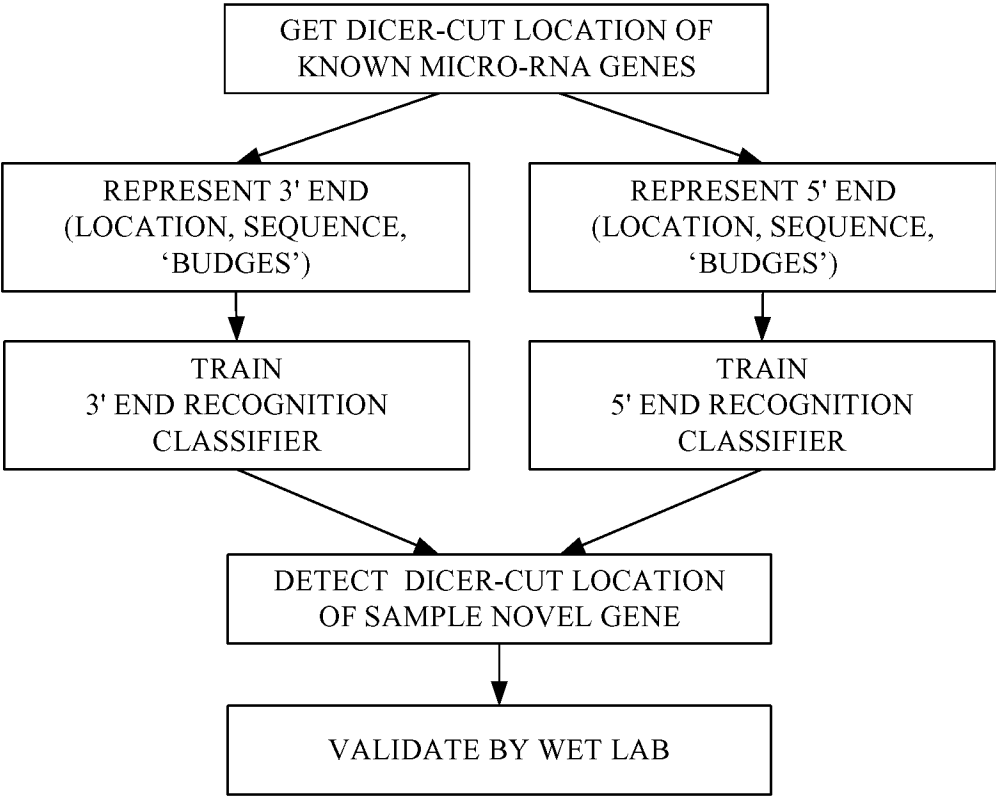 GET DICER-CUT LOCATION OF
KNOWN MICRO-RNA GENES
REPRESENT 3' END
(LOCATION, SEQUENCE,
‘BUDGES’)
REPRESENT 5' END
(LOCATION, SEQUENCE,
‘BUDGES’)
TRAIN
3' END RECOGNITION
CLASSIFIER
TRAIN
5' END RECOGNITION
CLASSIFIER
DETECT DICER-CUT LOCATION
OF SAMPLE NOVEL GENE
VALIDATE BY WET LAB